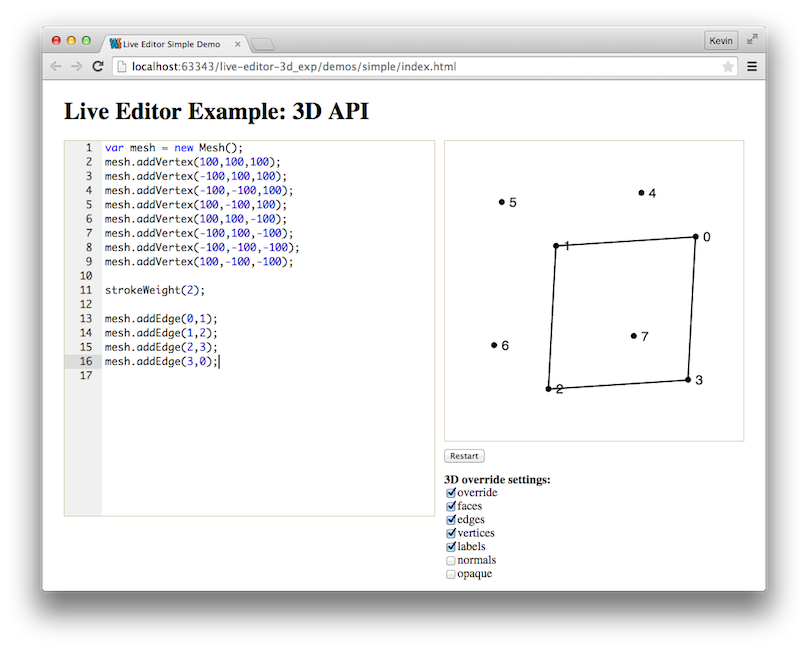 Live Editor Simple Demo
Kevin
localhost:63343/live-editor-3d_exp/demos/simple/index.html
Live Editor Example: 3D API
1 var mesh = new Mesh();
2 mesh.addVertex(100,100,100);
3 mesh.addVertex(-100,100,100);
4 mesh.addVertex(-100,-100,100);
5 mesh.addVertex(100,-100,100);
6 mesh.addVertex(100,100,-100);
7 mesh.addVertex(-100,100,-100);
8 mesh.addVertex(-100,-100,-100);
9 mesh.addVertex(100,-100,-100);
10
11 strokeWeight(2);
12
13 mesh.addEdge(0,1);
14 mesh.addEdge(1,2);
15 mesh.addEdge(2,3);
16 mesh.addEdge(3,0);
17
4
5
0
1
7
6
3
2
Restart
3D override settings:
override
faces
edges
vertices
labels
normals
opaque